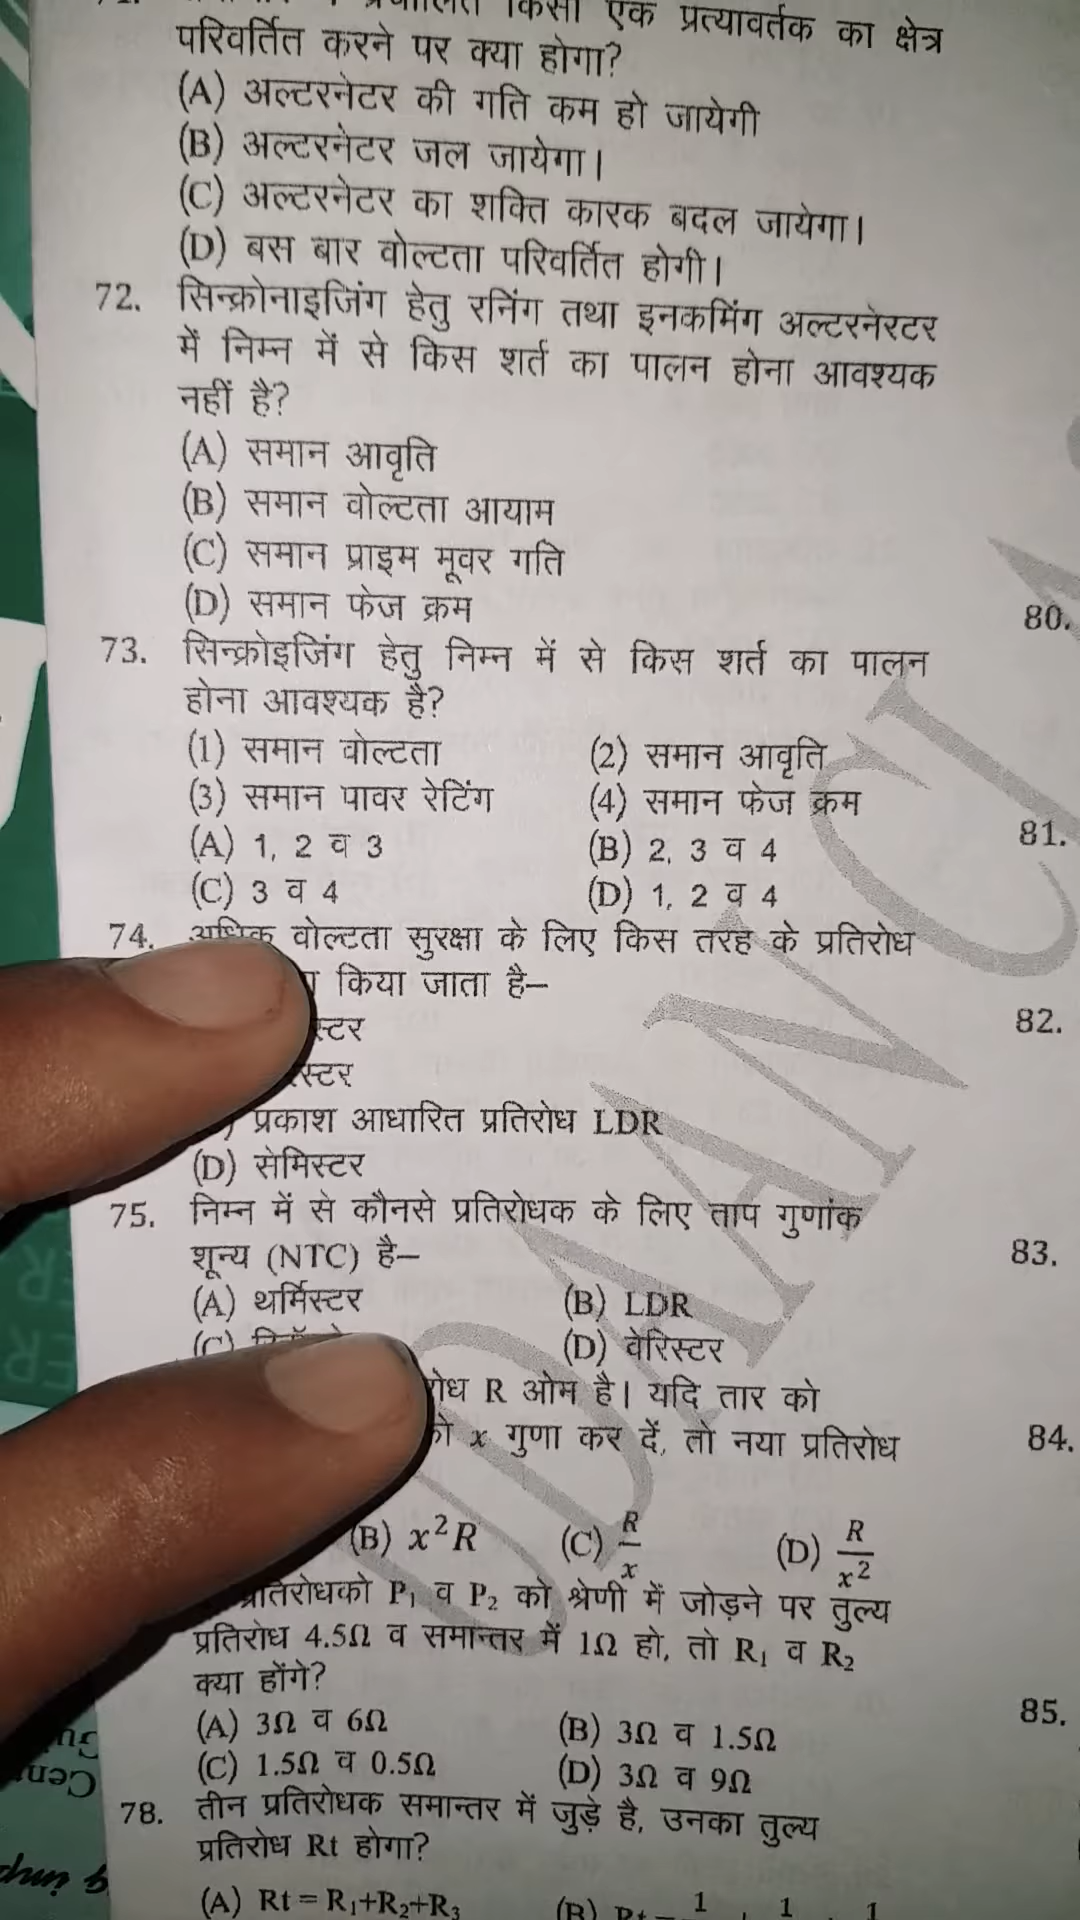 किसी एक प्रत्यावर्तक का क्षेत्र
परिवर्तित करने पर क्या होगा?
(A) अल्टरनेटर की गति कम हो जायेगी
(B) अल्टरनेटर जल जायेगा।
(C) अल्टरनेटर का शक्ति कारक बदल जायेगा।
(D) बस बार वोल्टता परिवर्तित होगी।
72. सिन्क्रोनाइजिंग हेतु रनिंग तथा इनकमिंग अल्टरनेरटर
में निम्न में से किस शर्त का पालन होना आवश्यक
नहीं है?
(A) समान आवृति
(B) समान वोल्टता आयाम
(C) समान प्राइम मूवर गति
(D) समान फेज क्रम
73. सिन्क्रोइजिंग हेतु निम्न में से किस शर्त का पालन
होना आवश्यक है?
(1) समान वोल्टता (2) समान आवृति
(3) समान पावर रेटिंग (4) समान फेज क्रम
(A) 1, 2 व 3 (B) 2, 3 व 4
(C) 3 व 4 (D) 1, 2 व 4
74. अधिक वोल्टता सुरक्षा के लिए किस तरह के प्रतिरोध
किया जाता है–
स्टर
स्टर
प्रकाश आधारित प्रतिरोध LDR
(D) सेमिस्टर
75. निम्न में से कौनसे प्रतिरोधक के लिए ताप गुणांक
शून्य (NTC) है–
(A) थर्मिस्टर (B) LDR
(C) (D) वेरिस्टर
रोध R ओम है। यदि तार को
को x गुणा कर दें, तो नया प्रतिरोध
(B) x²R (C) R/x (D) R/x²
प्रतिरोधको P₁ व P₂ को श्रेणी में जोड़ने पर तुल्य
प्रतिरोध 4.5Ω व समान्तर में 1Ω हो, तो R₁ व R₂
क्या होंगे?
(A) 3Ω व 6Ω (B) 3Ω व 1.5Ω
(C) 1.5Ω व 0.5Ω (D) 3Ω व 9Ω
78. तीन प्रतिरोधक समान्तर में जुड़े है, उनका तुल्य
प्रतिरोध Rt होगा?
(A) Rt = R₁+R₂+R₃ (B)
80.
81.
82.
83.
84.
85.